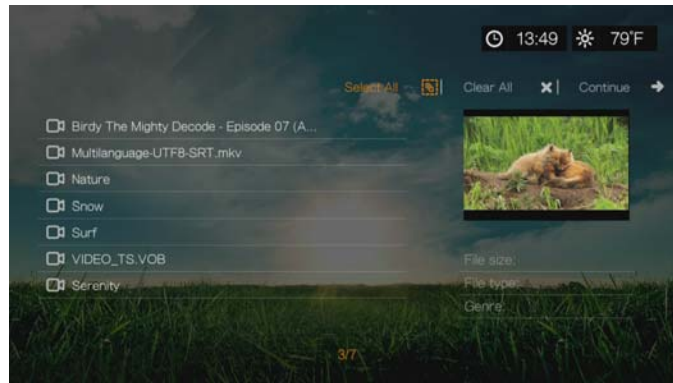 13:49 79°F
Select All Clear All Continue
Birdy The Mighty Decode - Episode 07 (A...
Multilanguage-UTF8-SRT.mkv
Nature
Snow
Surf
VIDEO_TS.VOB
Serenity
File size:
File type:
Genre:
3/7